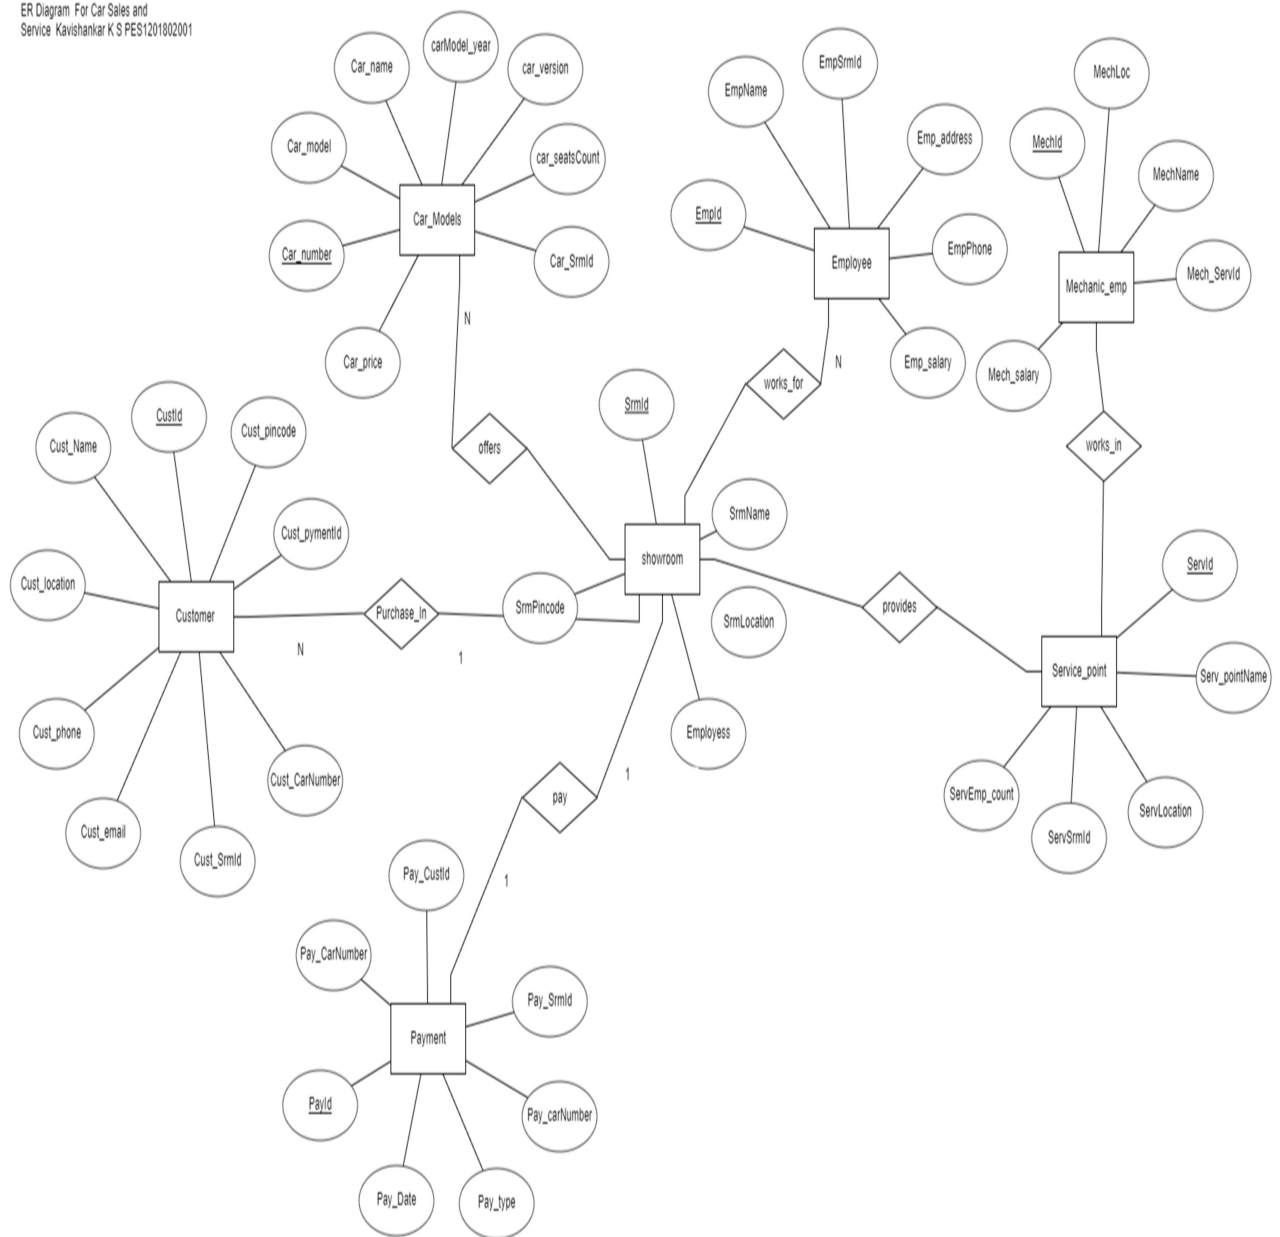 ER Diagram For Car Sales and
Service Kavishankar K S PES1201802001
carModel_year
Car_name
car_version
Car_model
car_seatsCount
Car_Models
Car_number
Car_SrmId
Car_price
N
offers
EmpSrmId
EmpName
Emp_address
EmpId
EmpPhone
Employee
Emp_salary
N
works_for
MechLoc
MechId
MechName
Mech_ServId
Mechanic_emp
Mech_salary
works_in
CustId
Cust_Name
Cust_pincode
Cust_pymentId
Cust_location
Customer
Cust_phone
Cust_CarNumber
Cust_email
Cust_SrmId
Purchase_In
N
1
SrmId
SrmName
showroom
SrmPincode
SrmLocation
Employess
provides
ServId
Service_point
Serv_pointName
ServEmp_count
ServLocation
ServSrmId
pay
1
1
Pay_CustId
Pay_CarNumber
Pay_SrmId
Payment
PayId
Pay_carNumber
Pay_Date
Pay_type